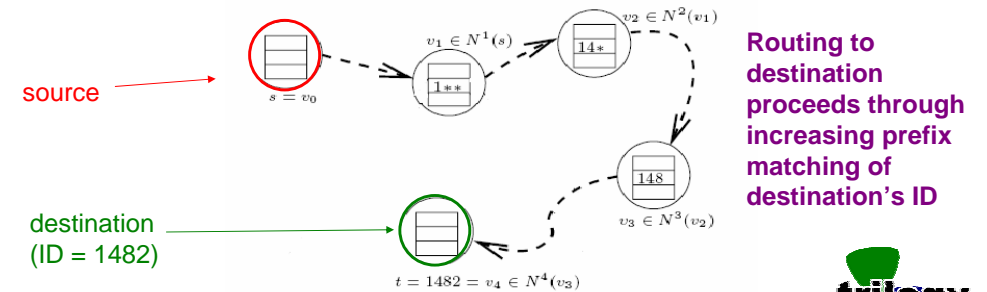 source
s = v₀
v₁ ∈ N¹(s)
1**
v₂ ∈ N²(v₁)
14*
148
v₃ ∈ N³(v₂)
destination
(ID = 1482)
t = 1482 = v₄ ∈ N⁴(v₃)
Routing to
destination
proceeds through
increasing prefix
matching of
destination's ID